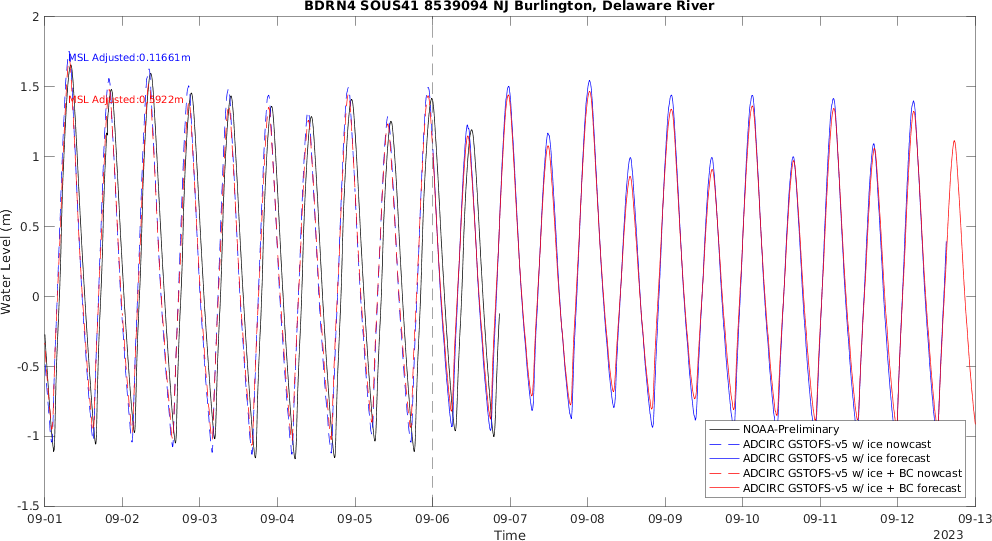 BDRN4 SOUS41 8539094 NJ Burlington, Delaware River
2
1.5
1
0.5
0
-0.5
-1
-1.5
Water Level (m)
MSL Adjusted:0.11661m
MSL Adjusted:0.5922m
NOAA-Preliminary
ADCIRC GSTOFS-v5 w/ ice nowcast
ADCIRC GSTOFS-v5 w/ ice forecast
ADCIRC GSTOFS-v5 w/ ice + BC nowcast
ADCIRC GSTOFS-v5 w/ ice + BC forecast
09-01 09-02 09-03 09-04 09-05 09-06 09-07 09-08 09-09 09-10 09-11 09-12 09-13
Time
2023